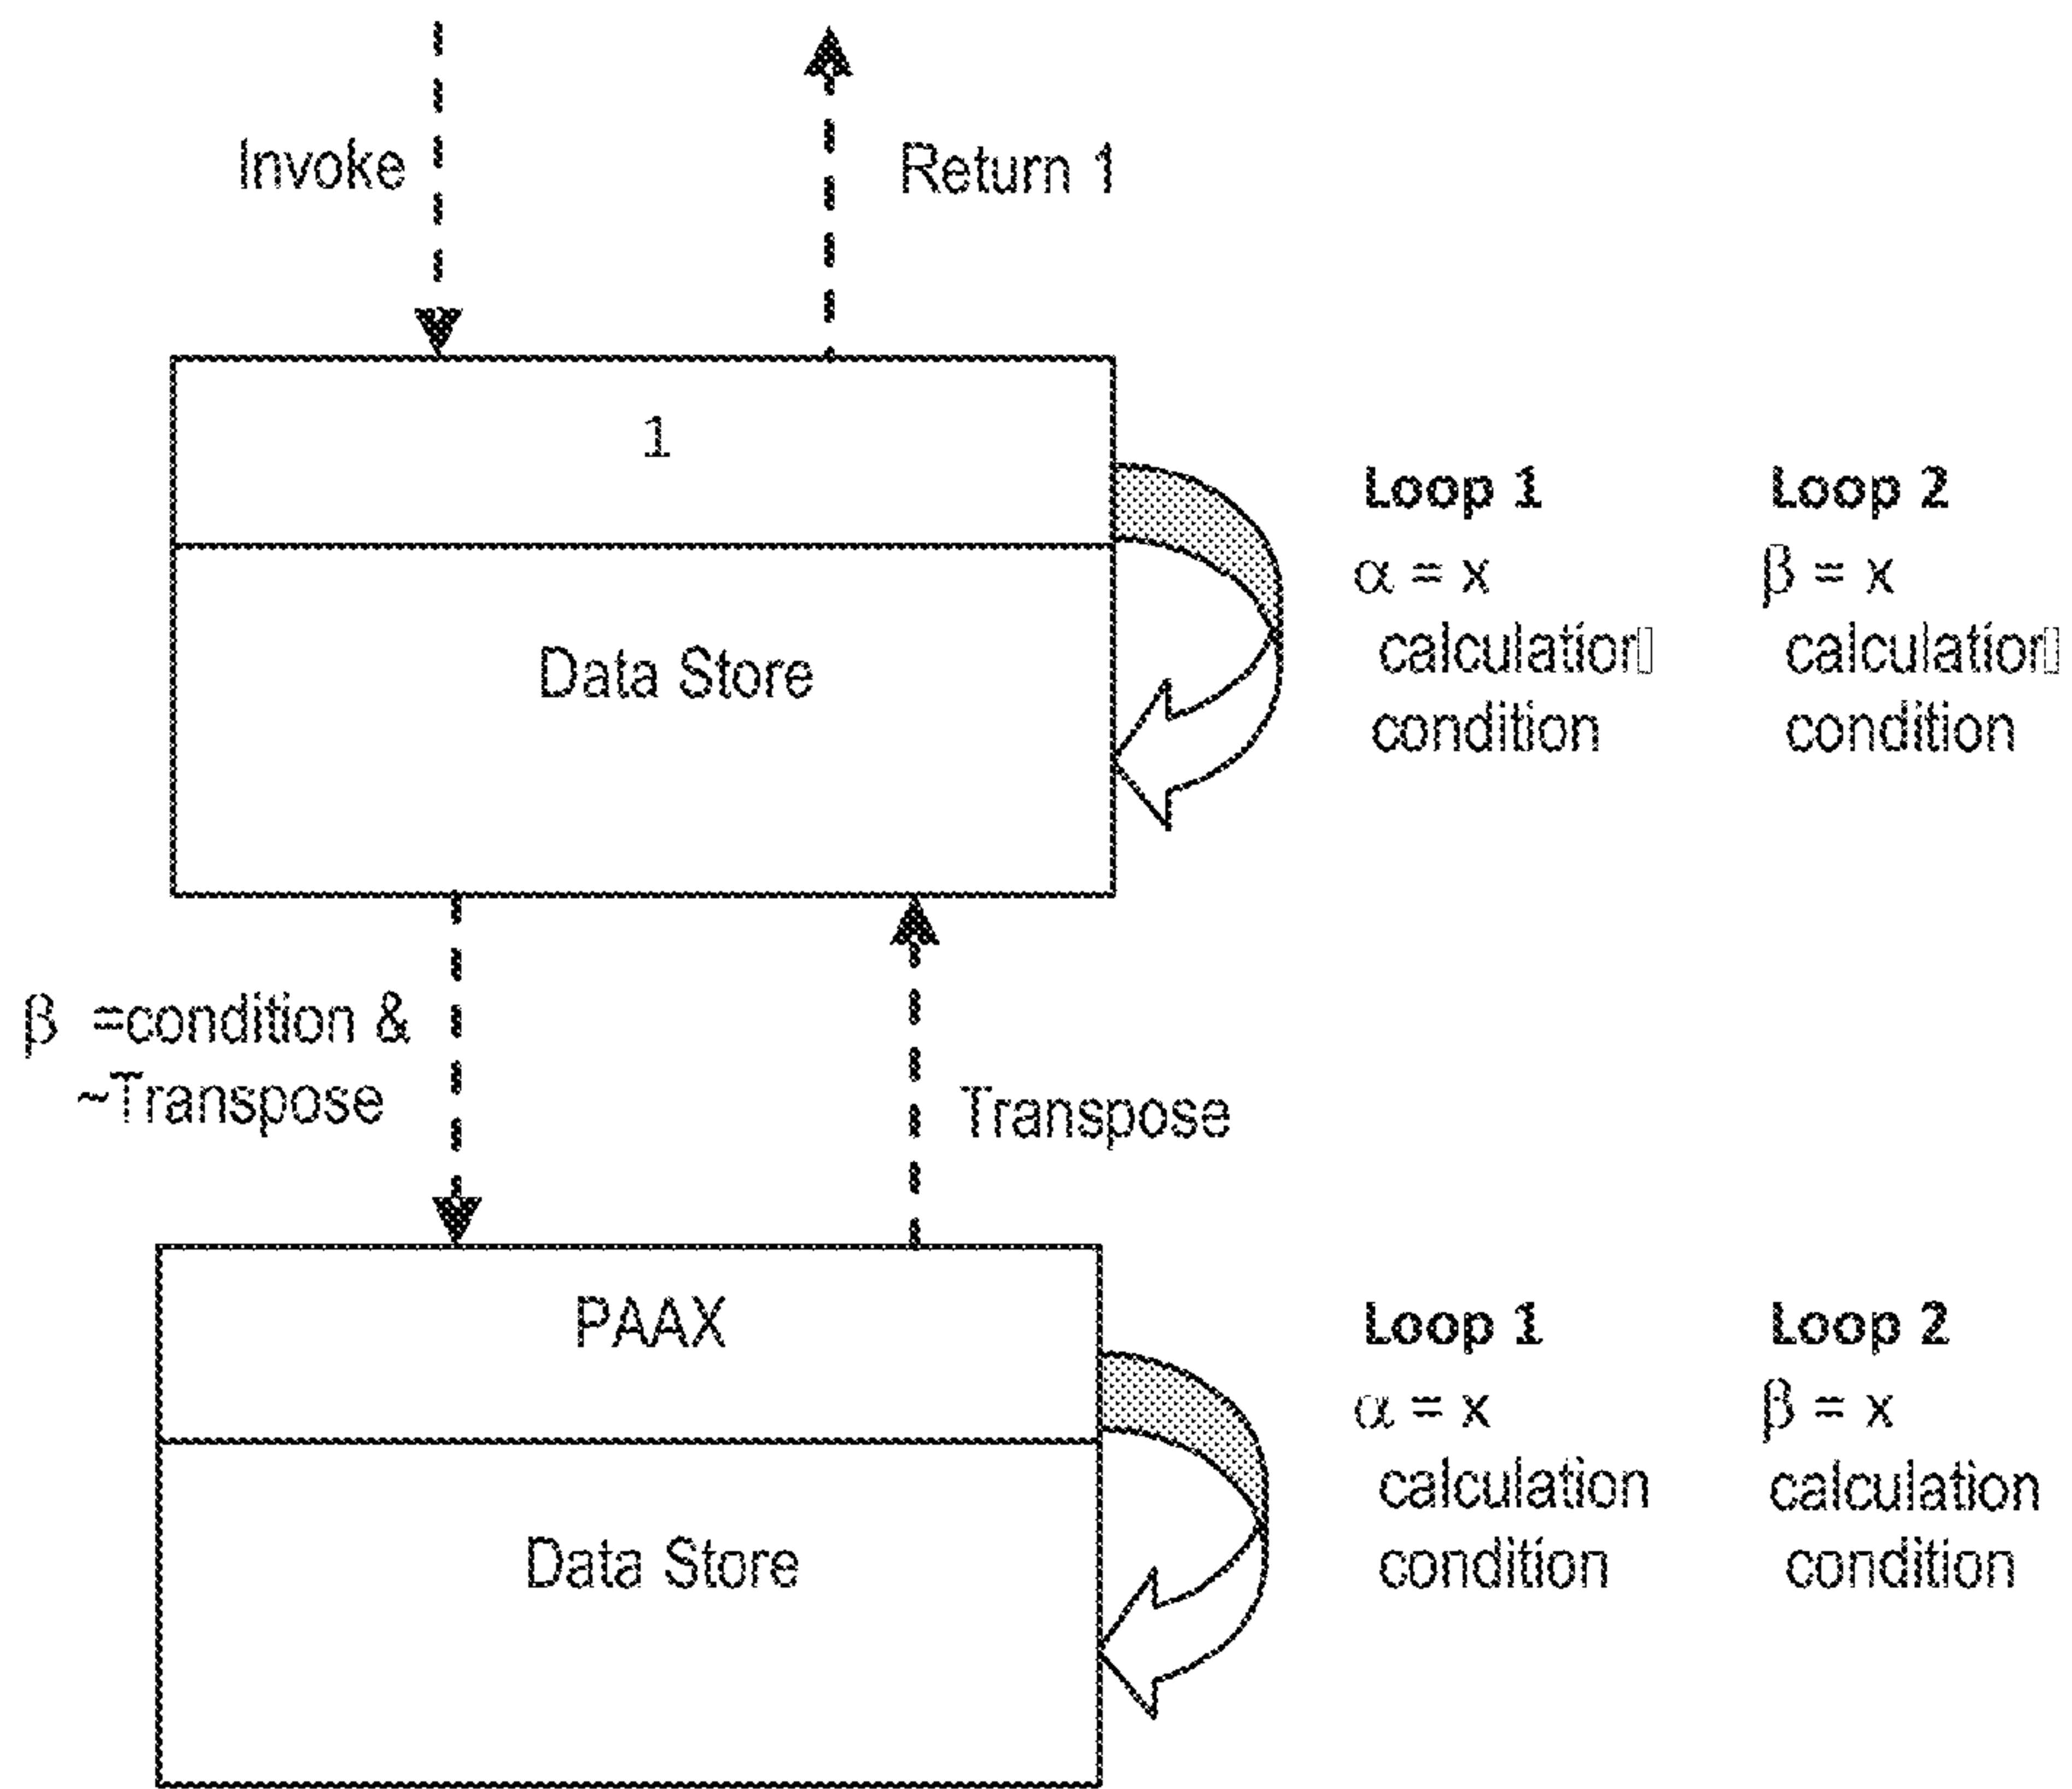 Invoke
Return 1
1
Data Store
Loop 1
α = x
calculation
condition
Loop 2
β = x
calculation
condition
β =condition &
~Transpose
Transpose
PAAX
Data Store
Loop 1
α = x
calculation
condition
Loop 2
β = x
calculation
condition